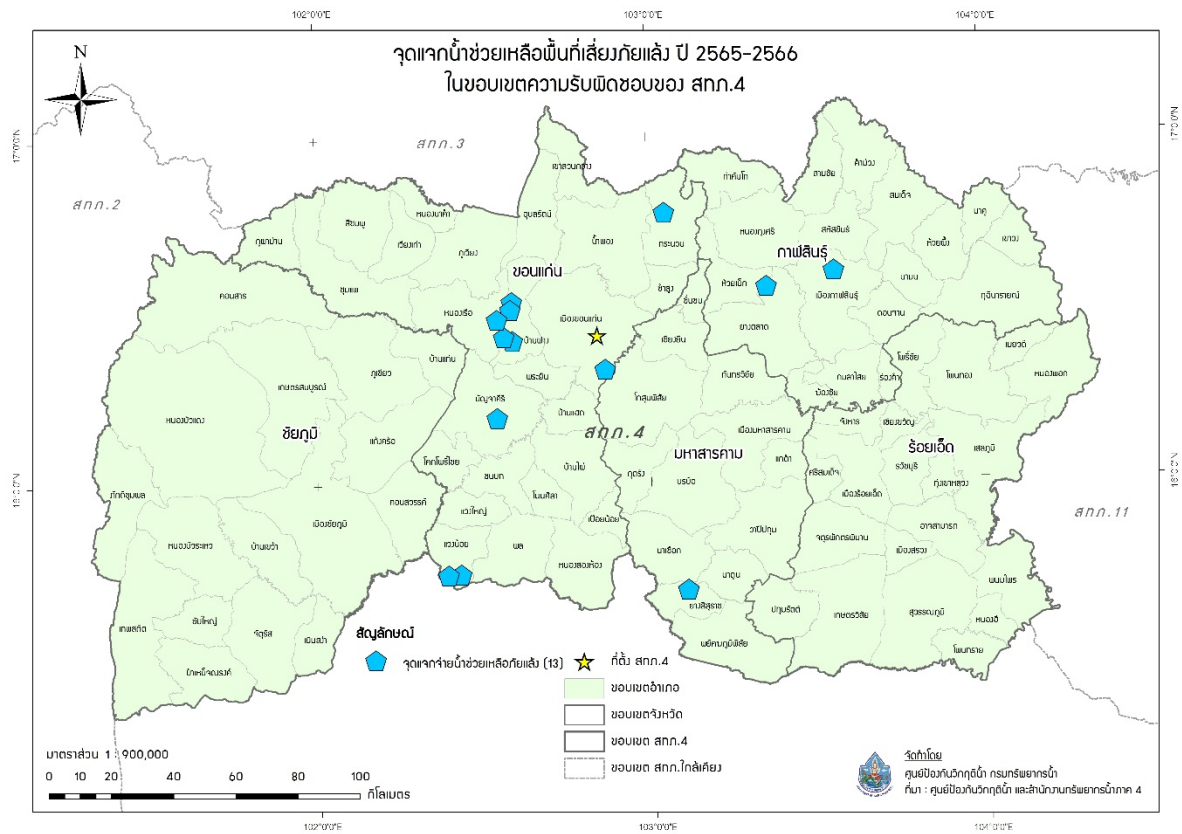 102°0'0"E
103°0'0"E
104°0'0"E
N
จุดแจกน้ำช่วยเหลือพื้นที่เสี่ยงภัยแล้ง ปี 2565-2566
ในขอบเขตความรับผิดชอบของ สทภ.4
17°0'0"N
17°0'0"N
สทภ.3
สทภ.2
เขาสวนกวาง
ท่าคันโท
สามชัย
คำม่วง
สมเด็จ
นาคู
เขาวง
สีชมพู
หนองนาคำ
อุบลรัตน์
ภูผาม่าน
เวียงเก่า
ภูเวียง
น้ำพอง
กระนวน
หนองกุงศรี
สหัสขันธ์
ห้วยผึ้ง
ขอนแก่น
กาฬสินธุ์
คอนสาร
ชุมแพ
ซำสูง
ชื่นชม
ห้วยเม็ก
เมืองกาฬสินธุ์
นามน
กุฉินารายณ์
หนองเรือ
เมืองขอนแก่น
ยางตลาด
ดอนจาน
บ้านฝาง
เชียงยืน
บ้านแท่น
ภูเขียว
พระยืน
กันทรวิชัย
กมลาไสย
ร่องคำ
ฆ้องชัย
โพธิ์ชัย
โพนทอง
เมยวดี
หนองพอก
เกษตรสมบูรณ์
มัญจาคีรี
บ้านแฮด
โกสุมพิสัย
หนองบัวแดง
ชัยภูมิ
แก้งคร้อ
สทภ.4
เมืองมหาสารคาม
จังหาร
เชียงขวัญ
มหาสารคาม
ร้อยเอ็ด
เสลภูมิ
โคกโพธิ์ไชย
ชนบท
บ้านไผ่
กุดรัง
บรบือ
แกดำ
ศรีสมเด็จ
ธวัชบุรี
ทุ่งเขาหลวง
16°0'0"N
16°0'0"N
ภักดีชุมพล
คอนสวรรค์
แวงใหญ่
โนนศิลา
เมืองร้อยเอ็ด
เมืองชัยภูมิ
เปือยน้อย
วาปีปทุม
อาจสามารถ
สทภ.11
หนองบัวระเหว
บ้านเขว้า
แวงน้อย
พล
หนองสองห้อง
นาเชือก
จตุรพักตรพิมาน
เมืองสรวง
นาดูน
พนมไพร
ยางสีสุราช
ปทุมรัตต์
เกษตรวิสัย
สุวรรณภูมิ
หนองฮี
เทพสถิต
ซับใหญ่
จัตุรัส
เนินสง่า
พยัคฆภูมิพิสัย
โพนทราย
บำเหน็จณรงค์
สัญลักษณ์
จุดแจกจ่ายน้ำช่วยเหลือภัยแล้ง (13)
ที่ตั้ง สทภ.4
ขอบเขตอำเภอ
ขอบเขตจังหวัด
ขอบเขต สทภ.4
ขอบเขต สทภ.ใกล้เคียง
มาตราส่วน 1 : 900,000
0 10 20 40 60 80 100
กิโลเมตร
จัดทำโดย
ศูนย์ป้องกันวิกฤติน้ำ กรมทรัพยากรน้ำ
ที่มา : ศูนย์ป้องกันวิกฤติน้ำ และสำนักงานทรัพยากรน้ำภาค 4
102°0'0"E
103°0'0"E
104°0'0"E